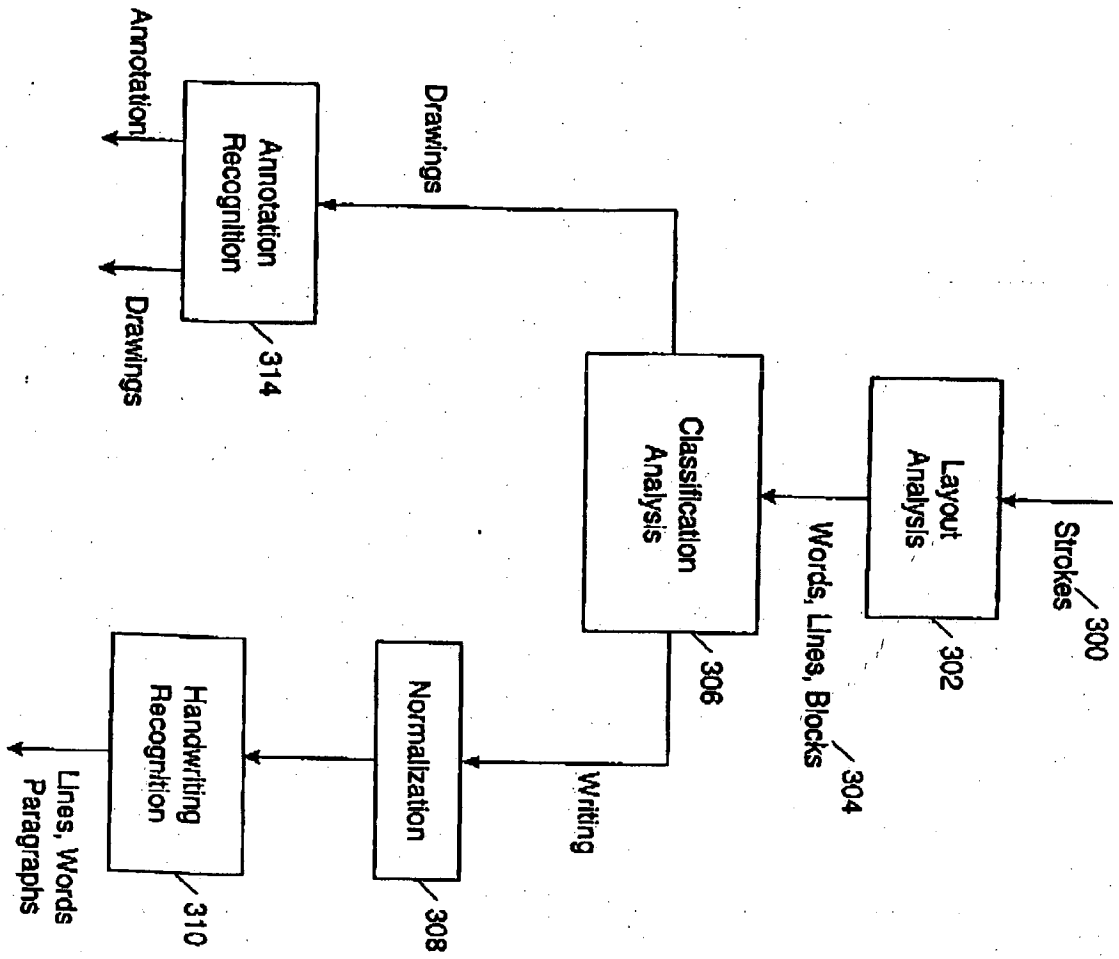 Strokes
300
Layout
Analysis
302
Words, Lines, Blocks
304
Classification
Analysis
306
Drawings
Writing
Annotation
Recognition
314
Annotation
Drawings
Normalization
308
Handwriting
Recognition
310
Lines, Words
Paragraphs